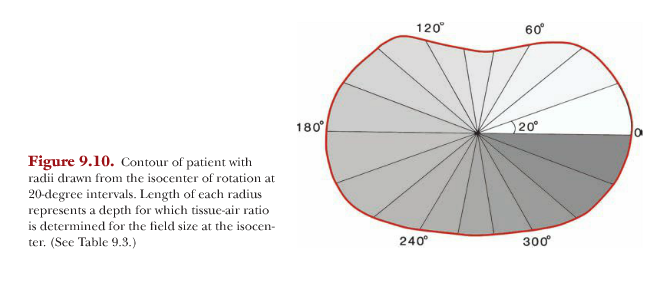 120°
60°
180°
20°
0
Figure 9.10. Contour of patient with
radii drawn from the isocenter of rotation at
20-degree intervals. Length of each radius
represents a depth for which tissue-air ratio
is determined for the field size at the isocen-
ter. (See Table 9.3.)
240°
300°